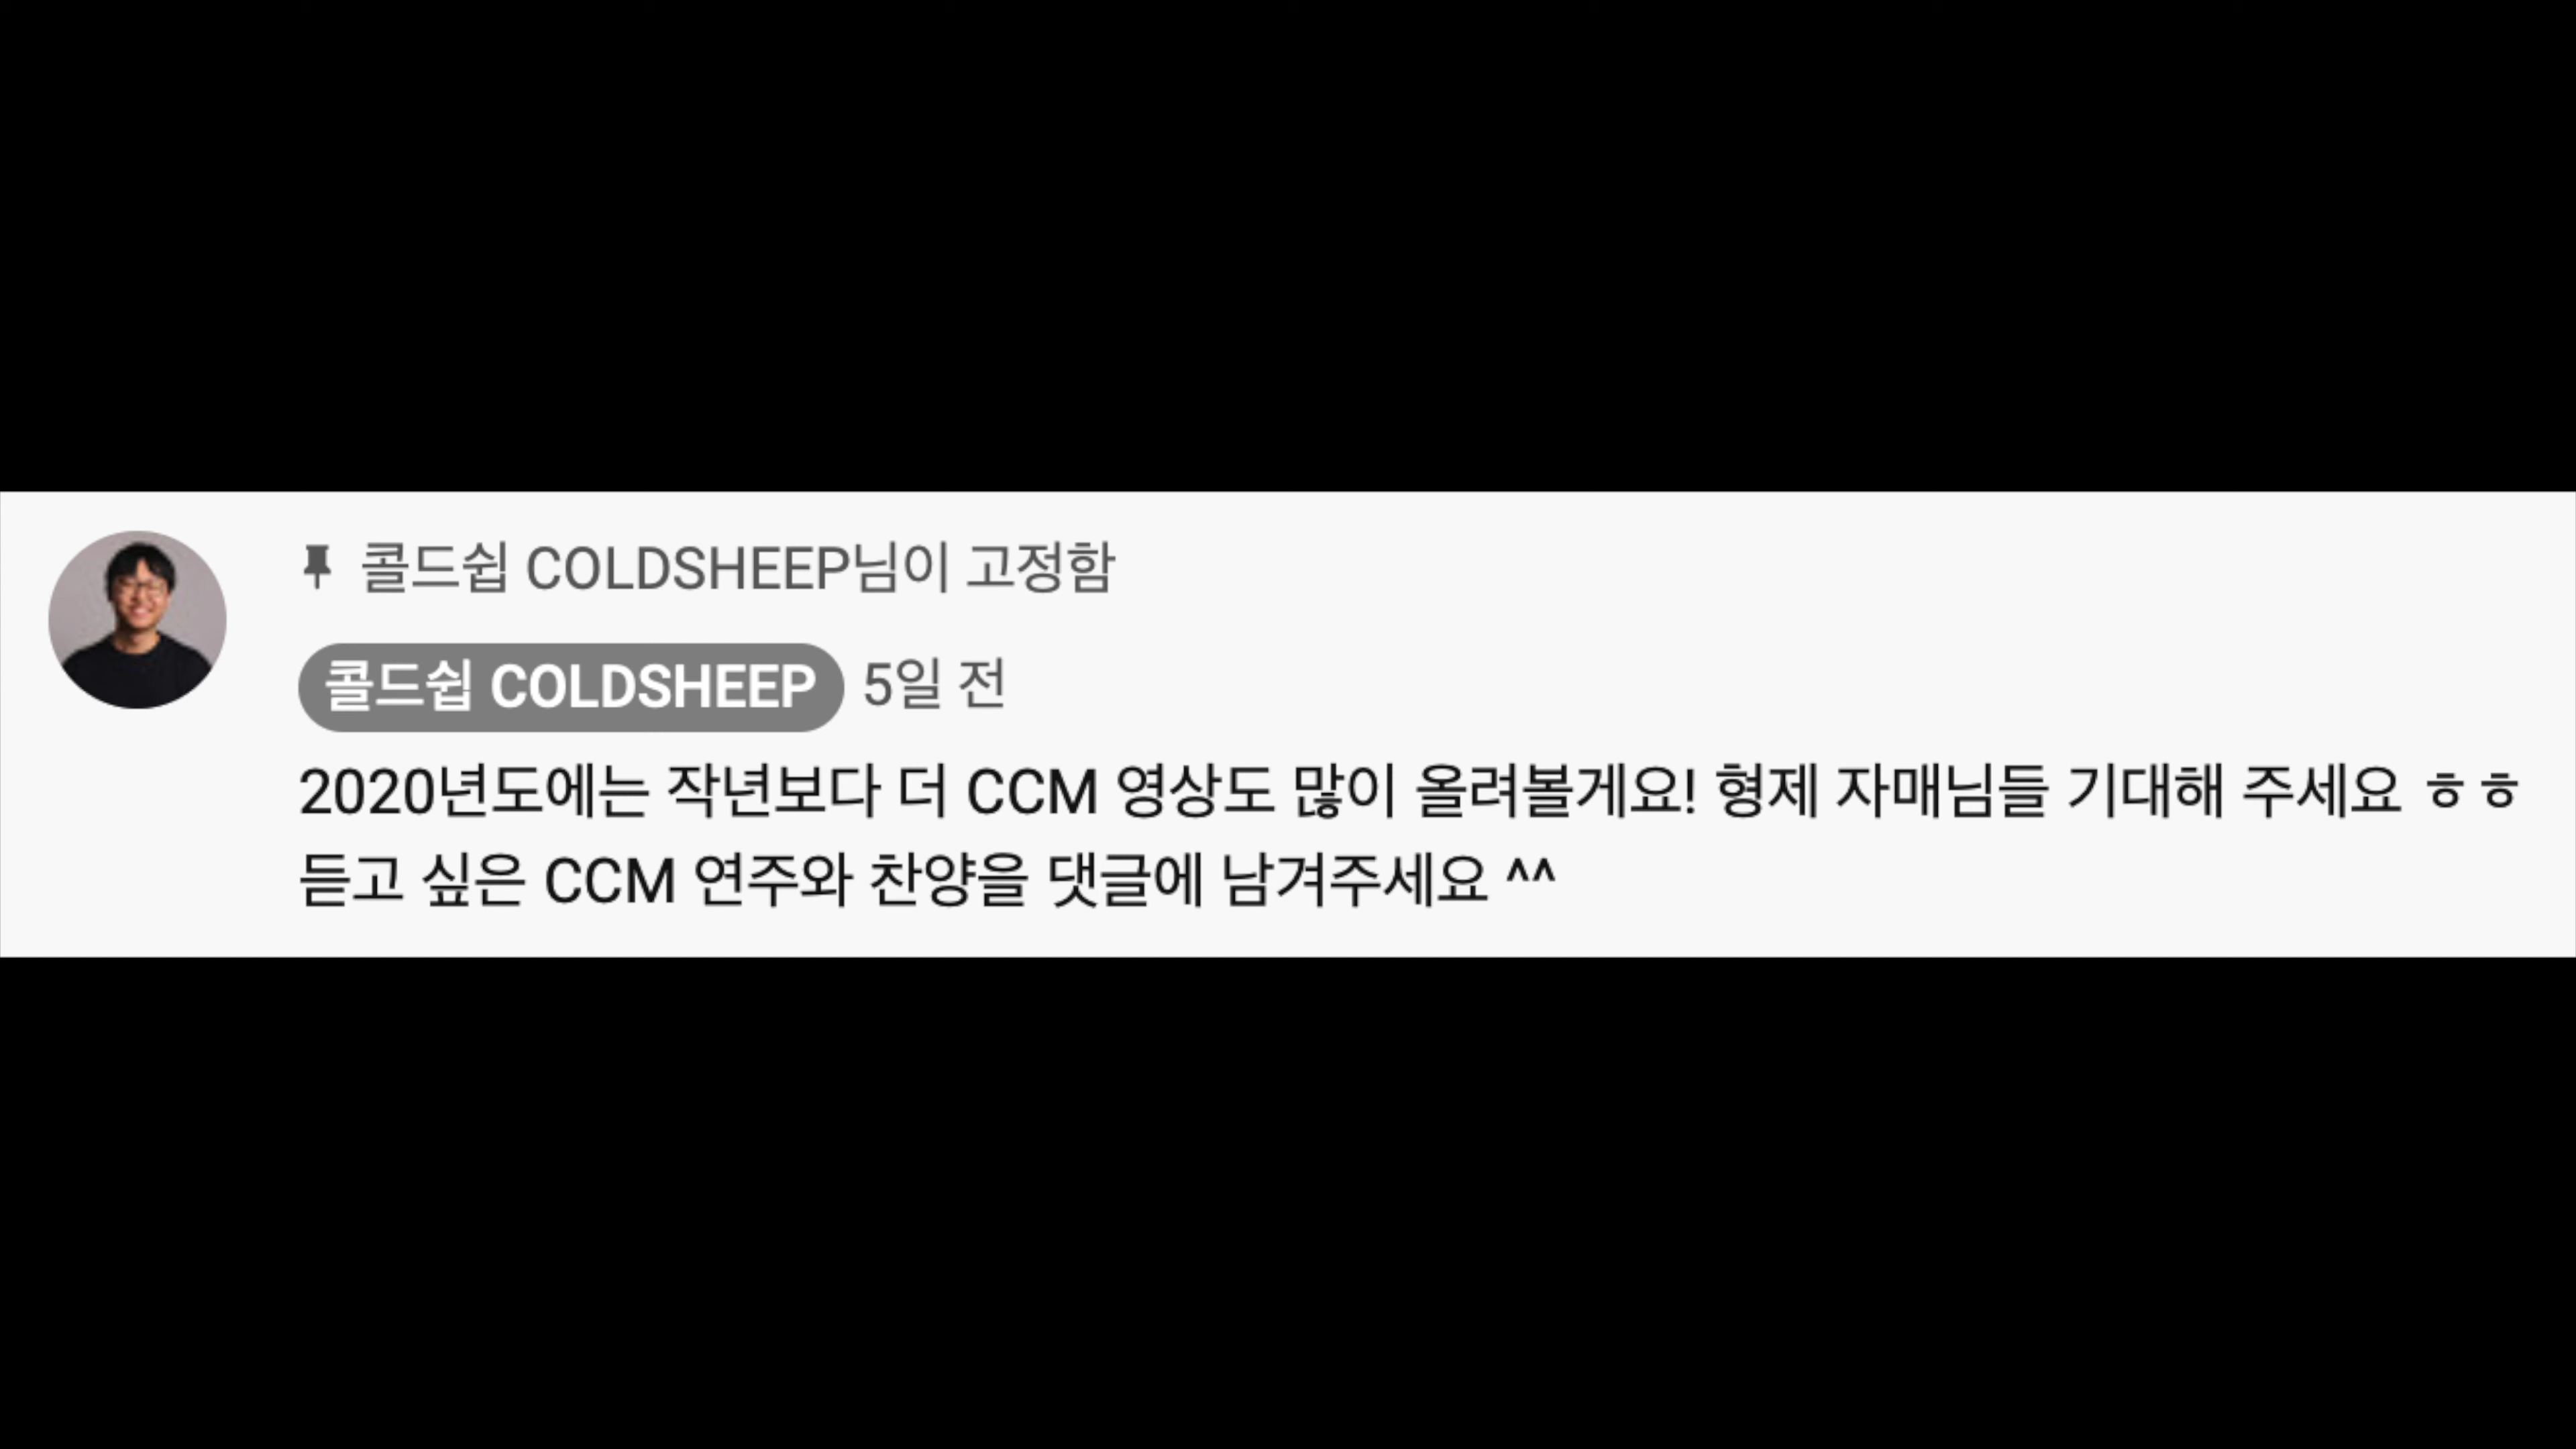 콜드쉽 COLDSHEEP님이 고정함
콜드쉽 COLDSHEEP 5일 전
2020년도에는 작년보다 더 CCM 영상도 많이 올려볼게요! 형제 자매님들 기대해 주세요 ㅎㅎ
듣고 싶은 CCM 연주와 찬양을 댓글에 남겨주세요 ^^